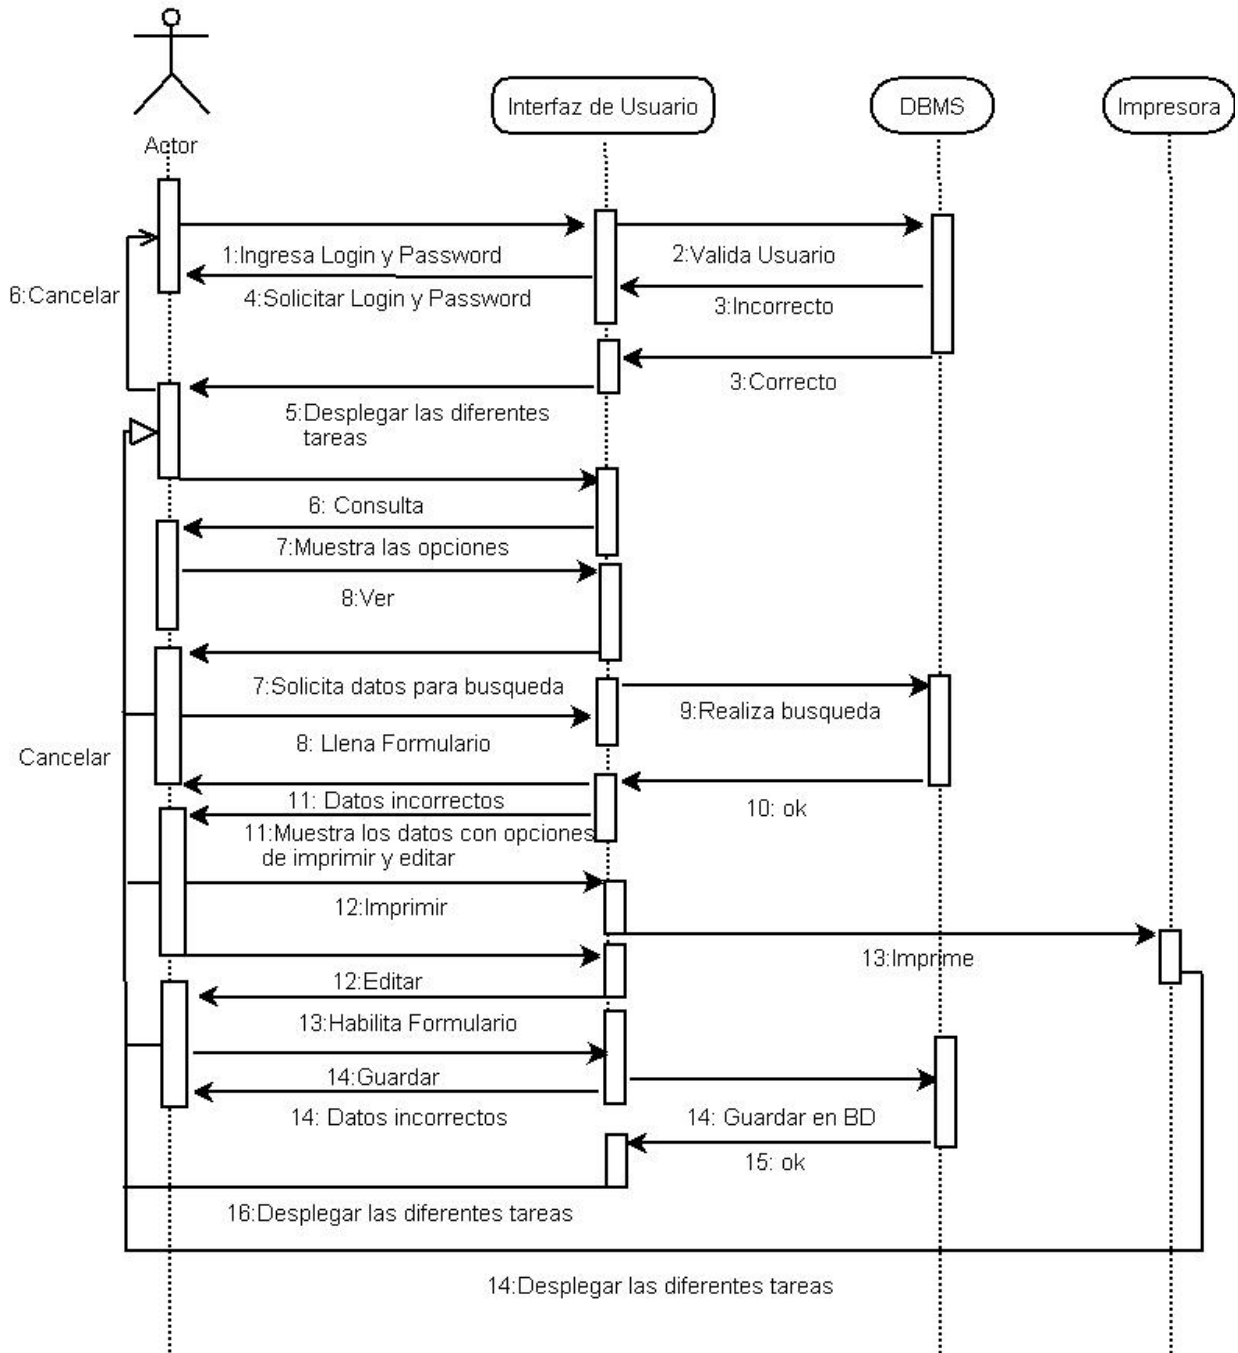 Interfaz de Usuario
DBMS
Impresora
Actor
1:Ingresa Login y Password
2:Valida Usuario
6:Cancelar
4:Solicitar Login y Password
3:Incorrecto
3:Correcto
5:Desplegar las diferentes
tareas
6: Consulta
7:Muestra las opciones
8:Ver
7:Solicita datos para busqueda
9:Realiza busqueda
8: Llena Formulario
Cancelar
11: Datos incorrectos
10: ok
11:Muestra los datos con opciones
de imprimir y editar
12:Imprimir
13:Imprime
12:Editar
13:Habilita Formulario
14:Guardar
14: Datos incorrectos
14: Guardar en BD
15: ok
16:Desplegar las diferentes tareas
14:Desplegar las diferentes tareas